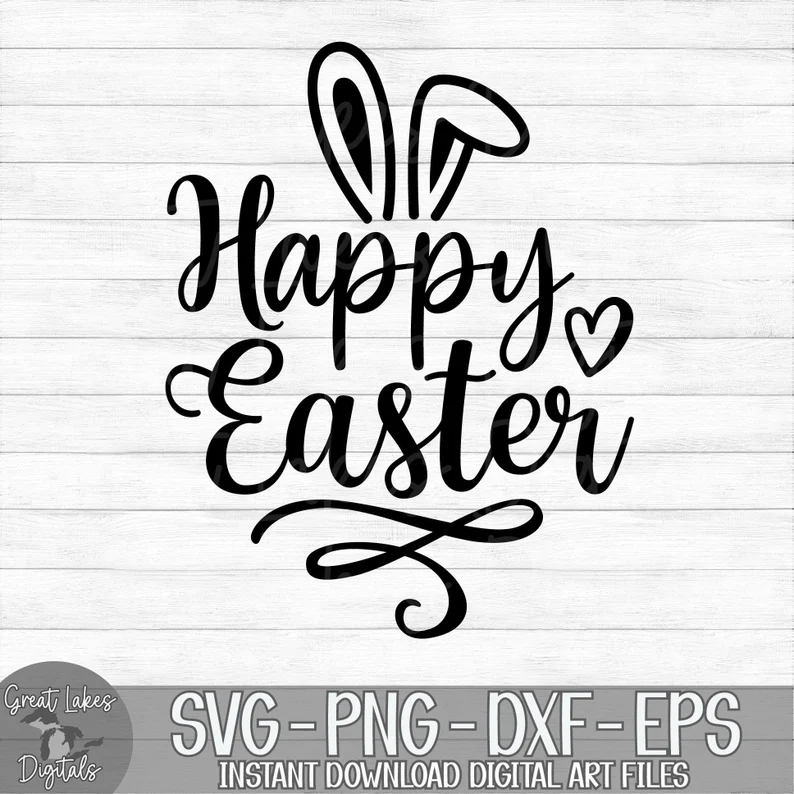 Happy
Easter
Great Lakes
Digitals
SVG - PNG - DXF - EPS
INSTANT DOWNLOAD DIGITAL ART FILES